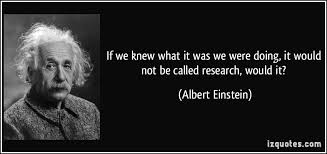 If we knew what it was we were doing, it would
not be called research, would it?
(Albert Einstein)
izquotes.com